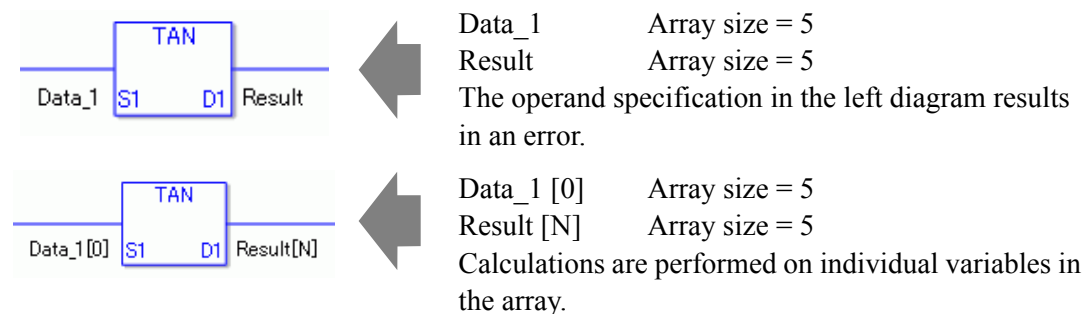 TAN
Data_1 S1 D1 Result
Data_1 Array size = 5
Result Array size = 5
The operand specification in the left diagram results
in an error.
TAN
Data_1[0] S1 D1 Result[N]
Data_1 [0] Array size = 5
Result [N] Array size = 5
Calculations are performed on individual variables in
the array.